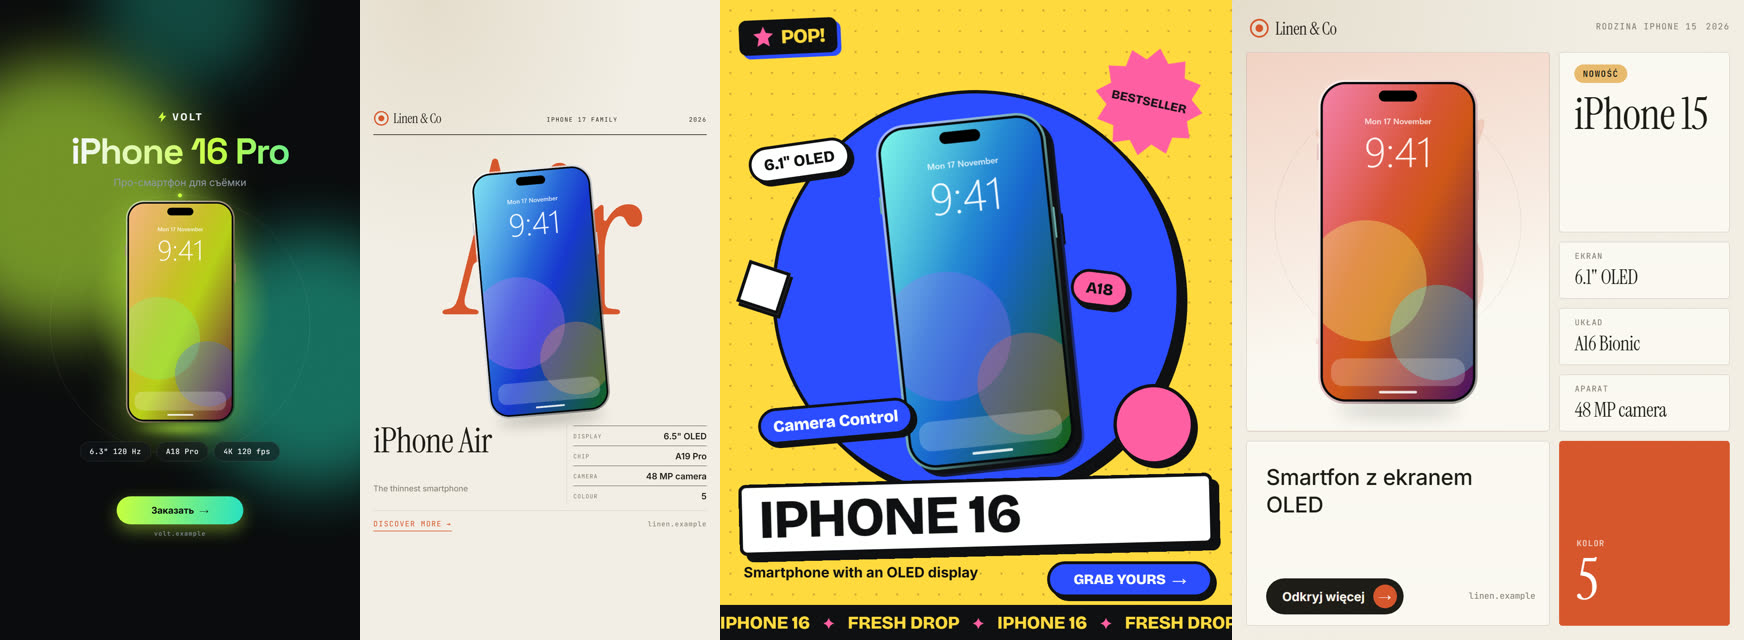 VOLT
iPhone 16 Pro
Про-смартфон для съёмки
Mon 17 November
9:41
6.3" 120 Hz
A18 Pro
4K 120 fps
Заказать →
volt.example
Linen & Co
IPHONE 17 FAMILY
2026
Air
Mon 17 November
9:41
iPhone Air
The thinnest smartphone
DISPLAY 6.5" OLED
CHIP A19 Pro
CAMERA 48 MP camera
COLOUR 5
DISCOVER MORE →
linen.example
POP!
BESTSELLER
6.1" OLED
Mon 17 November
9:41
A18
Camera Control
IPHONE 16
Smartphone with an OLED display
GRAB YOURS →
IPHONE 16 ✦ FRESH DROP ✦ IPHONE 16 ✦ FRESH DROP
Linen & Co
RODZINA IPHONE 15 2026
Mon 17 November
9:41
NOWOŚĆ
iPhone 15
EKRAN
6.1" OLED
UKŁAD
A16 Bionic
APARAT
48 MP camera
Smartfon z ekranem
OLED
Odkryj więcej →
linen.example
KOLOR
5